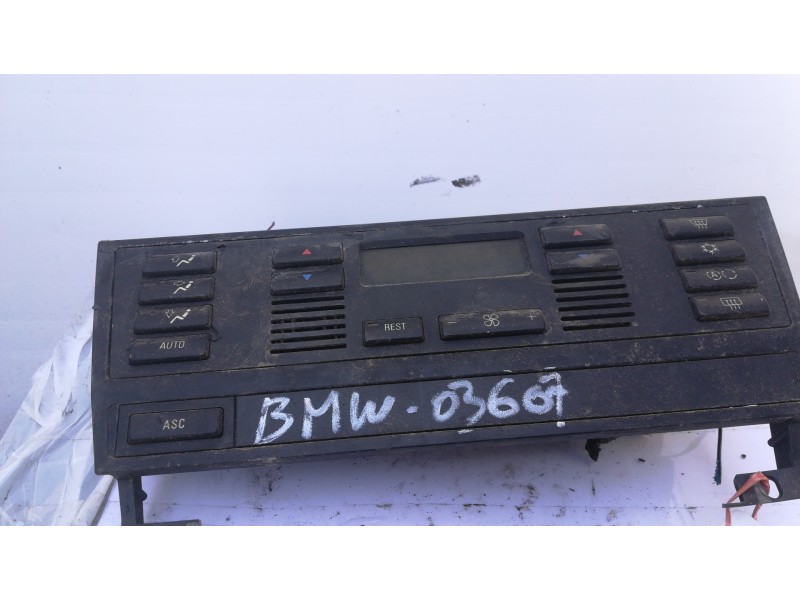 REST
- +
AUTO
ASC
BMW-03607